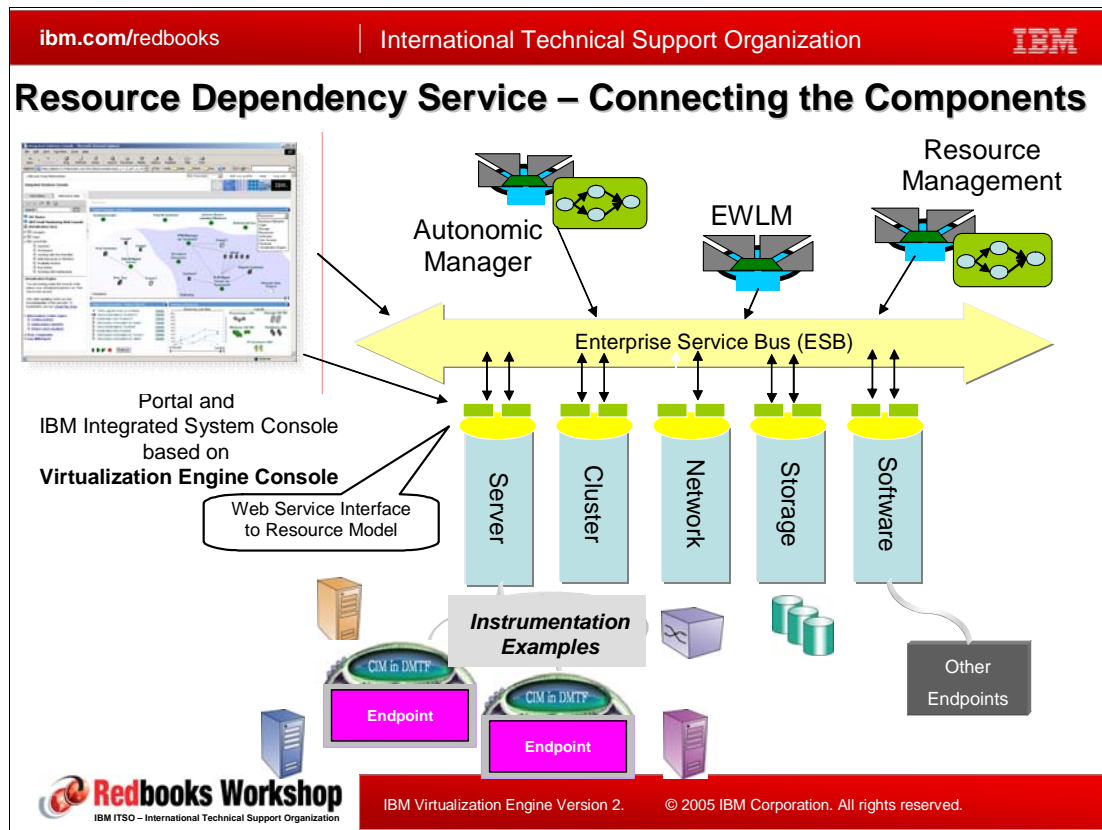 ibm.com/redbooks
International Technical Support Organization
IBM
Resource Dependency Service – Connecting the Components
Autonomic
Manager
EWLM
Resource
Management
Enterprise Service Bus (ESB)
Portal and
IBM Integrated System Console
based on
Virtualization Engine Console
Web Service Interface
to Resource Model
Server
Cluster
Network
Storage
Software
Instrumentation
Examples
CIM in DMTF
Endpoint
CIM in DMTF
Endpoint
Other
Endpoints
Redbooks Workshop
IBM ITSO – International Technical Support Organization
IBM Virtualization Engine Version 2.
© 2005 IBM Corporation. All rights reserved.